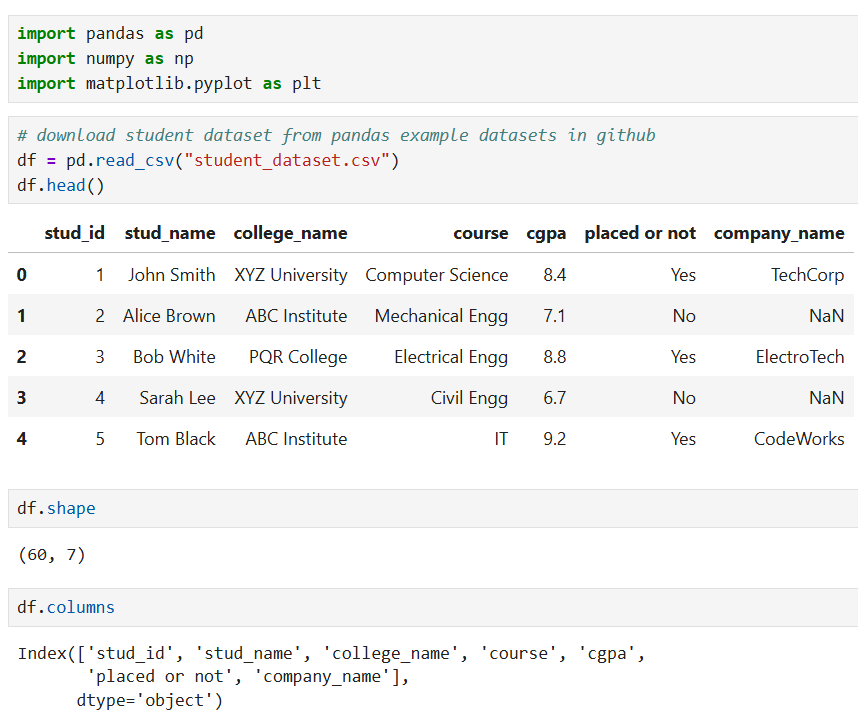 import pandas as pd
import numpy as np
import matplotlib.pyplot as plt
# download student dataset from pandas example datasets in github
df = pd.read_csv("student_dataset.csv")
df.head()
stud_id stud_name college_name course cgpa placed or not company_name
0 1 John Smith XYZ University Computer Science 8.4 Yes TechCorp
1 2 Alice Brown ABC Institute Mechanical Engg 7.1 No NaN
2 3 Bob White PQR College Electrical Engg 8.8 Yes ElectroTech
3 4 Sarah Lee XYZ University Civil Engg 6.7 No NaN
4 5 Tom Black ABC Institute IT 9.2 Yes CodeWorks
df.shape
(60, 7)
df.columns
Index(['stud_id', 'stud_name', 'college_name', 'course', 'cgpa',
'placed or not', 'company_name'],
dtype='object')